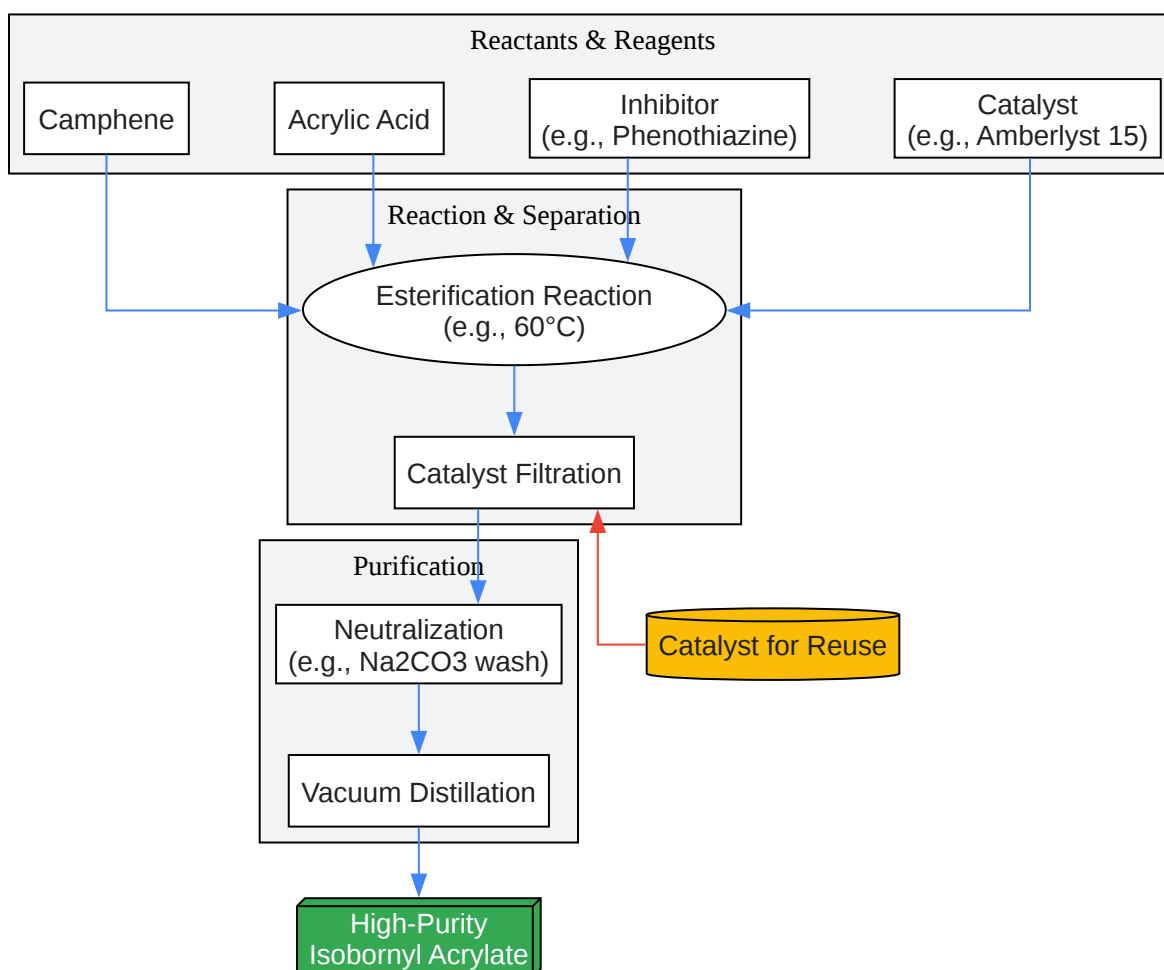 Reactants & Reagents
Camphene
Acrylic Acid
Inhibitor
(e.g., Phenothiazine)
Catalyst
(e.g., Amberlyst 15)
Reaction & Separation
Esterification Reaction
(e.g., 60°C)
Catalyst Filtration
Purification
Neutralization
(e.g., Na2CO3 wash)
Catalyst for Reuse
Vacuum Distillation
High-Purity
Isobornyl Acrylate